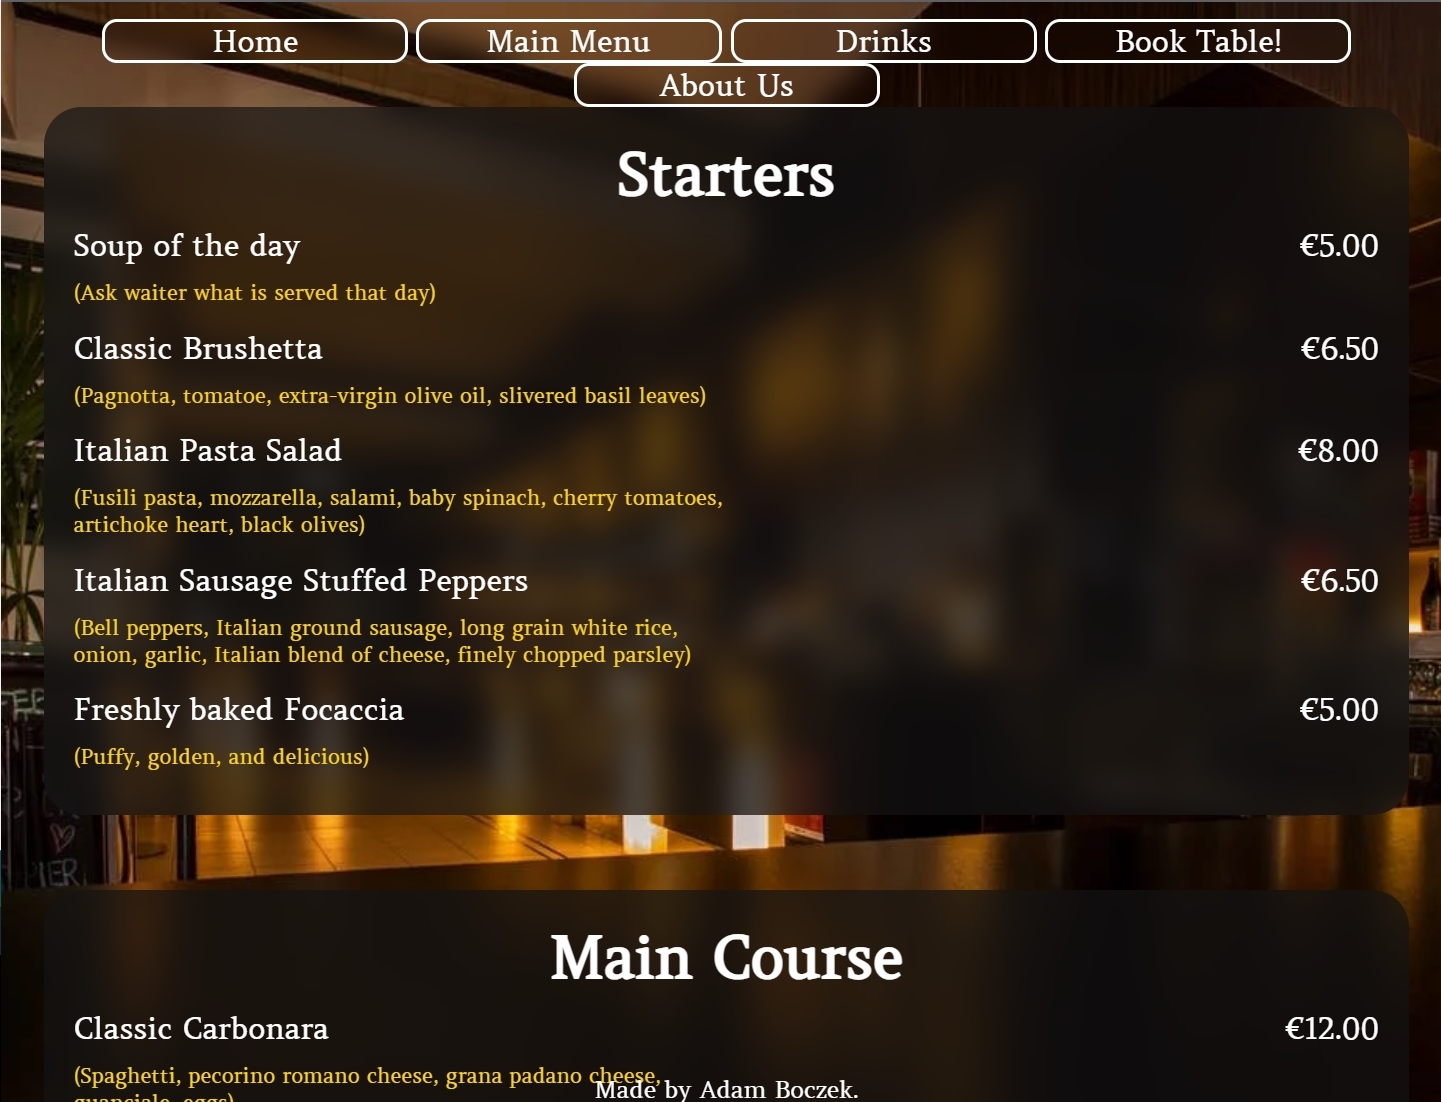 Home
Main Menu
Drinks
Book Table!
About Us
Starters
Soup of the day €5.00
(Ask waiter what is served that day)
Classic Brushetta €6.50
(Pagnotta, tomatoe, extra-virgin olive oil, slivered basil leaves)
Italian Pasta Salad €8.00
(Fusili pasta, mozzarella, salami, baby spinach, cherry tomatoes,
artichoke heart, black olives)
Italian Sausage Stuffed Peppers €6.50
(Bell peppers, Italian ground sausage, long grain white rice,
onion, garlic, Italian blend of cheese, finely chopped parsley)
Freshly baked Focaccia €5.00
(Puffy, golden, and delicious)
PIER
Main Course
Classic Carbonara €12.00
(Spaghetti, pecorino romano cheese, grana padano cheese,
guanciale, eggs)
Made by Adam Boczek.